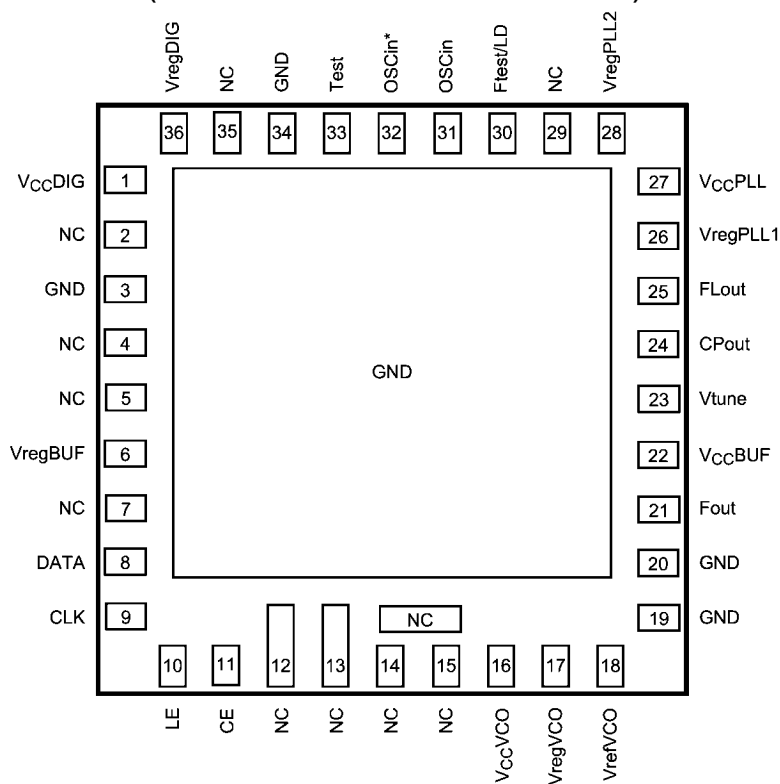 VregDIG
NC
GND
Test
OSCin*
OSCin
Ftest/LD
NC
VregPLL2
36 35 34 33 32 31 30 29 28
VCCDIG 1 27 VCCPLL
NC 2 26 VregPLL1
GND 3 25 FLout
NC 4 24 CPout
GND
NC 5 23 Vtune
VregBUF 6 22 VCCBUF
NC 7 21 Fout
DATA 8 20 GND
CLK 9 NC 19 GND
10 11 12 13 14 15 16 17 18
LE
CE
NC
NC
NC
NC
VCCVCO
VregVCO
VrefVCO